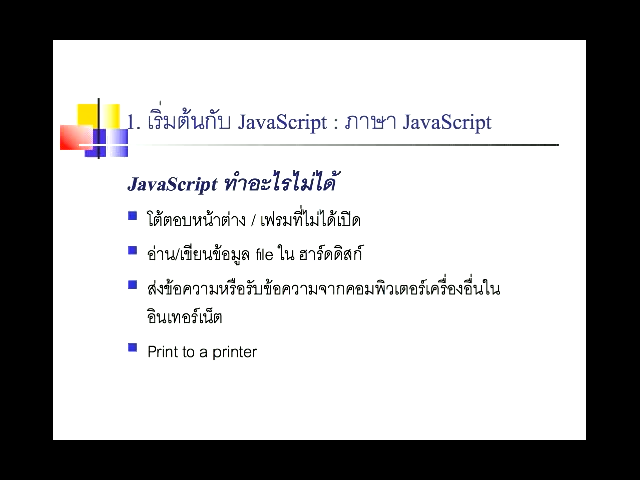 1. เริ่มต้นกับ JavaScript : ภาษา JavaScript
JavaScript ทำอะไรไม่ได้
โต้ตอบหน้าต่าง / เฟรมที่ไม่ได้เปิด
อ่าน/เขียนข้อมูล file ใน ฮาร์ดดิสก์
ส่งข้อความหรือรับข้อความจากคอมพิวเตอร์เครื่องอื่นใน
อินเทอร์เน็ต
Print to a printer